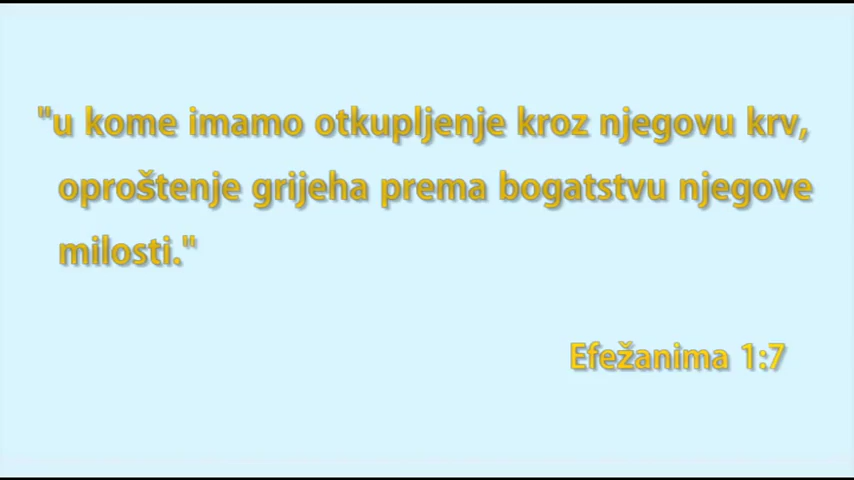 "u kome imamo otkupljenje kroz njegovu krv,
oproštenje grijeha prema bogatstvu njegove
milosti."
Efežanima 1:7